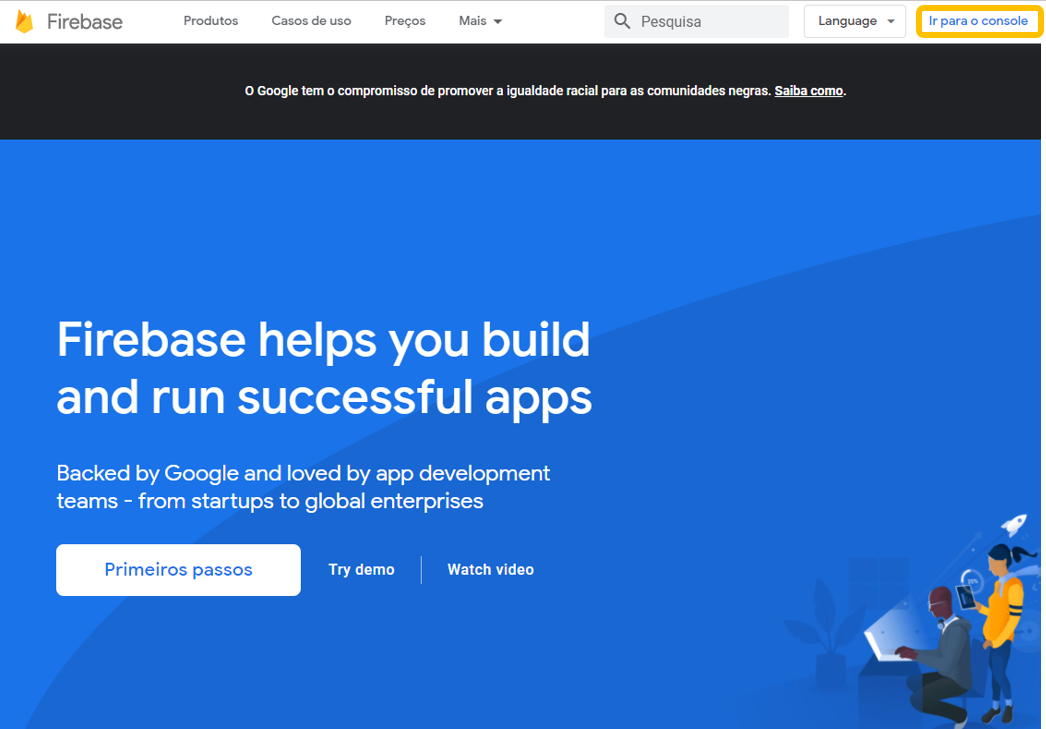 Firebase Produtos Casos de uso Preços Mais Pesquisa Language Ir para o console
O Google tem o compromisso de promover a igualdade racial para as comunidades negras. Saiba como.
Firebase helps you build
and run successful apps
Backed by Google and loved by app development
teams - from startups to global enterprises
Primeiros passos Try demo Watch video